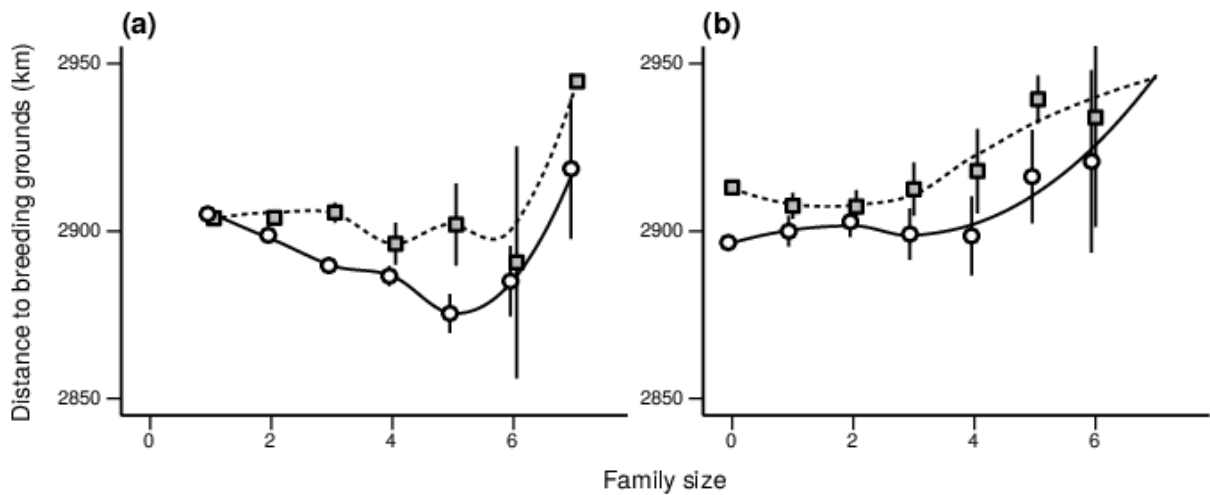 (a) (b)
Distance to breeding grounds (km)
2950 2950
2900 2900
2850 2850
0 2 4 6 0 2 4 6
Family size